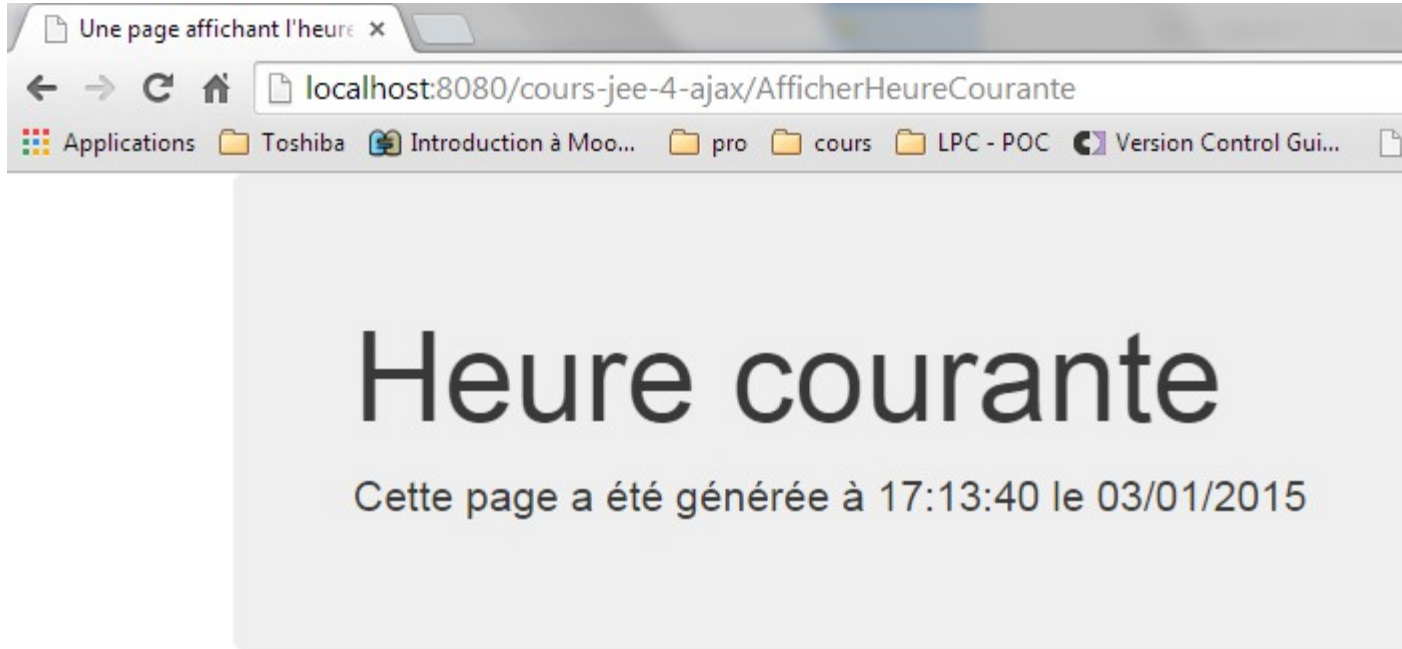 Une page affichant l'heure
localhost:8080/cours-jee-4-ajax/AfficherHeureCourante
Applications Toshiba Introduction à Moo... pro cours LPC - POC Version Control Gui...
Heure courante
Cette page a été générée à 17:13:40 le 03/01/2015